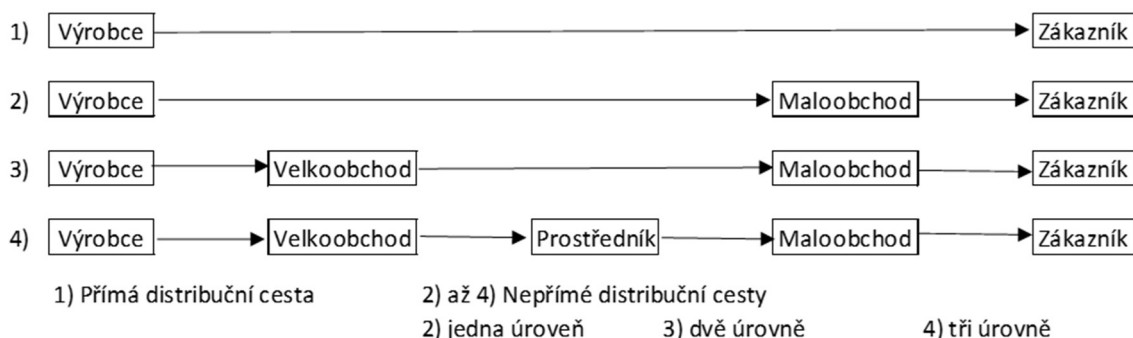 1) Výrobce Zákazník
2) Výrobce Maloobchod Zákazník
3) Výrobce Velkoobchod Maloobchod Zákazník
4) Výrobce Velkoobchod Prostředník Maloobchod Zákazník
1) Přímá distribuční cesta 2) až 4) Nepřímé distribuční cesty
2) jedna úroveň 3) dvě úrovně 4) tři úrovně